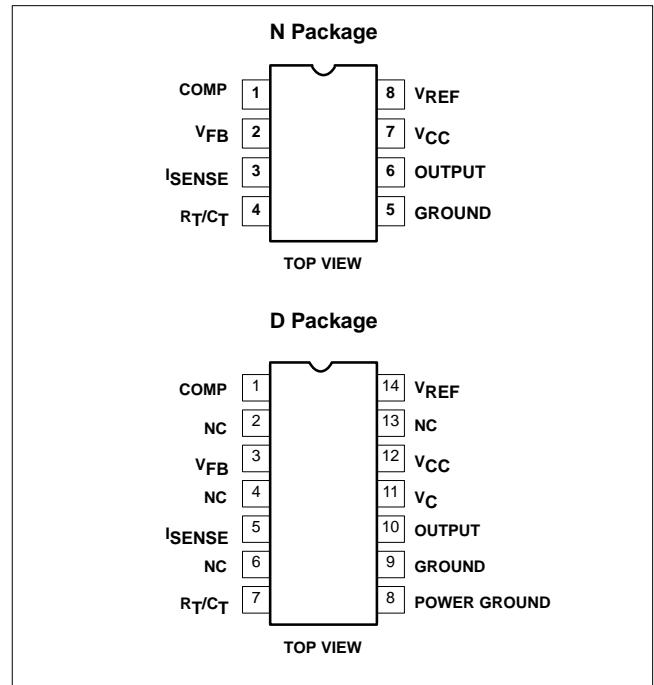 N Package
COMP 1 8 VREF
VFB 2 7 VCC
ISENSE 3 6 OUTPUT
RT/CT 4 5 GROUND
TOP VIEW
D Package
COMP 1 14 VREF
NC 2 13 NC
VFB 3 12 VCC
NC 4 11 VC
ISENSE 5 10 OUTPUT
NC 6 9 GROUND
RT/CT 7 8 POWER GROUND
TOP VIEW